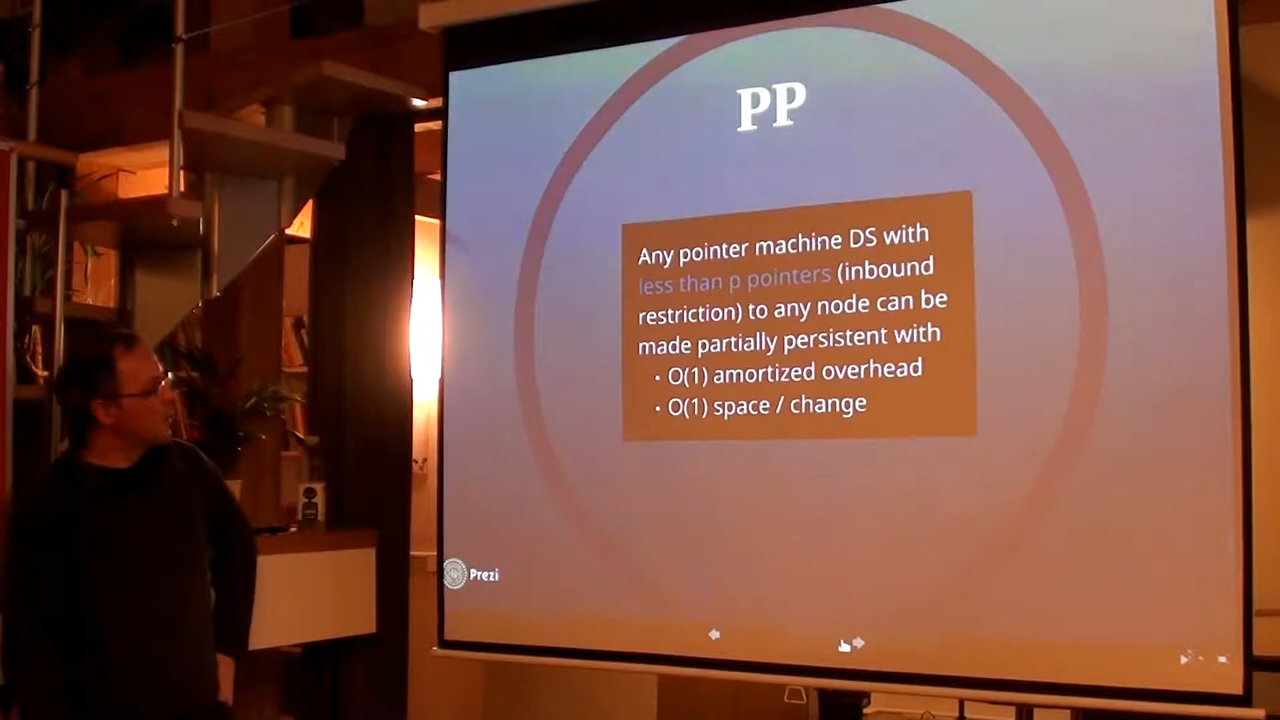 PP
Any pointer machine DS with
less than p pointers (inbound
restriction) to any node can be
made partially persistent with
• O(1) amortized overhead
• O(1) space / change
Prezi